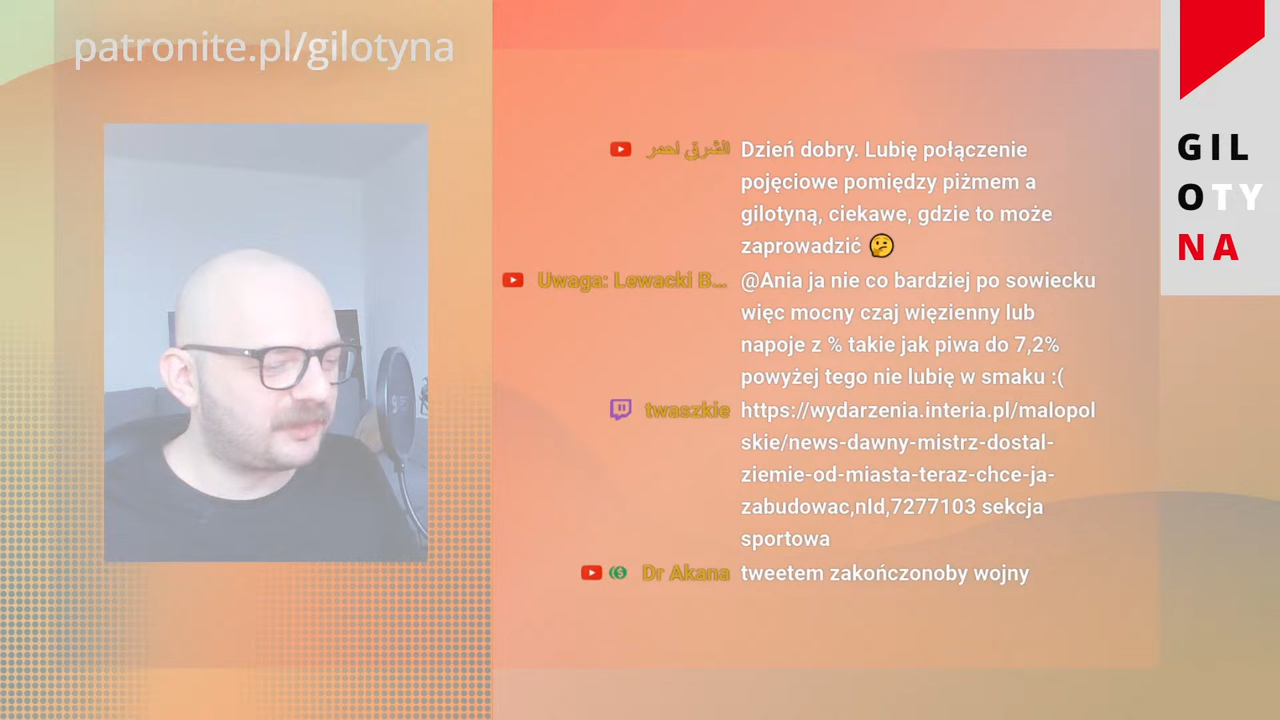 patronite.pl/gilotyna
GIL
OTY
NA
الشرق احمر Dzień dobry. Lubię połączenie
pojęciowe pomiędzy piżmem a
gilotyną, ciekawe, gdzie to może
zaprowadzić 🤔
Uwaga: Lewacki B... @Ania ja nie co bardziej po sowiecku
więc mocny czaj więzienny lub
napoje z % takie jak piwa do 7,2%
powyżej tego nie lubię w smaku :(
twaszkie https://wydarzenia.interia.pl/malopol
skie/news-dawny-mistrz-dostal-
ziemie-od-miasta-teraz-chce-ja-
zabudowac,nId,7277103 sekcja
sportowa
Dr Akana tweetem zakończonoby wojny